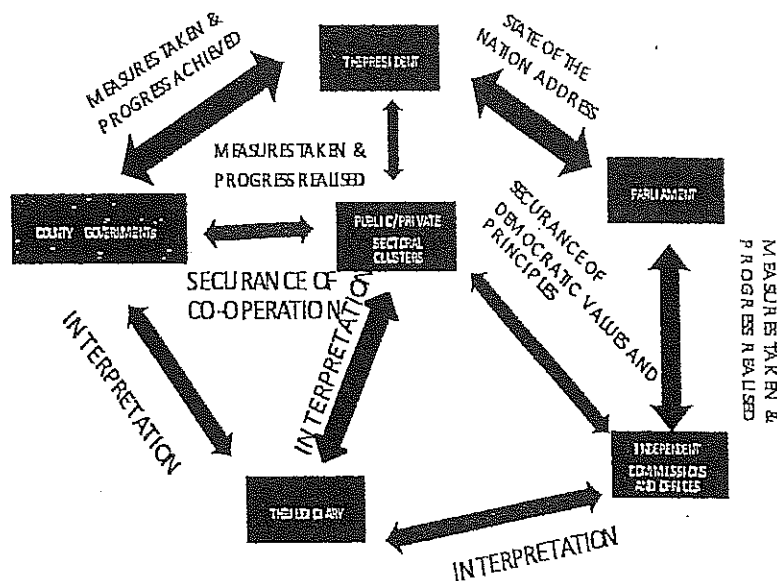 MEASURES TAKEN &
PROGRESS ACHIEVED
THE PRESIDENT
STATE OF THE
NATION ADDRESS
MEASURES TAKEN &
PROGRESS REALISED
PARLIAMENT
COUNTY GOVERNMENTS
PUBLIC/PRIVATE
SECTORAL
CLUSTERS
SECURANCE OF
DEMOCRATIC VALUES AND
PRINCIPLES
MEASURES TAKEN &
PROGRESS REALISED
SECURANCE OF
CO-OPERATION
INTERPRETATION
INTERPRETATION
INDEPENDENT
COMMISSIONS
AND OFFICES
THE JUDICIARY
INTERPRETATION